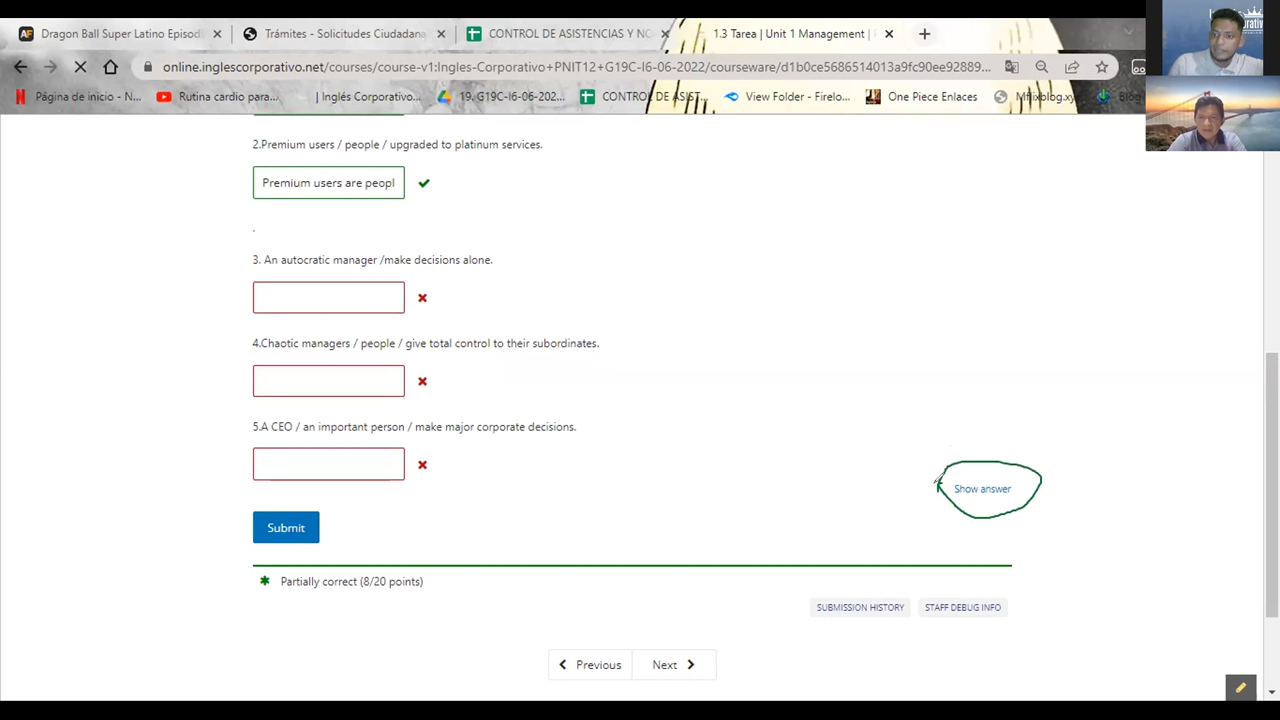 Dragon Ball Super Latino Episod
Trámites - Solicitudes Ciudadana
CONTROL DE ASISTENCIAS Y NO
1.3 Tarea | Unit 1 Management |
online.inglescorporativo.net/courses/course-v1:Ingles-Corporativo+PNIT12+G19C-I6-06-2022/courseware/d1b0ce5686514013a9fc90ee92889...
Página de inicio - N...
Rutina cardio para...
| Inglés Corporativo...
19. G19C-I6-06-202...
CONTROL DE ASIST...
View Folder - Firelo...
One Piece Enlaces
Mflixblog.xy
Blog
2.Premium users / people / upgraded to platinum services.
Premium users are peopl
.
3. An autocratic manager /make decisions alone.
4.Chaotic managers / people / give total control to their subordinates.
5.A CEO / an important person / make major corporate decisions.
Show answer
Submit
Partially correct (8/20 points)
SUBMISSION HISTORY
STAFF DEBUG INFO
Previous
Next